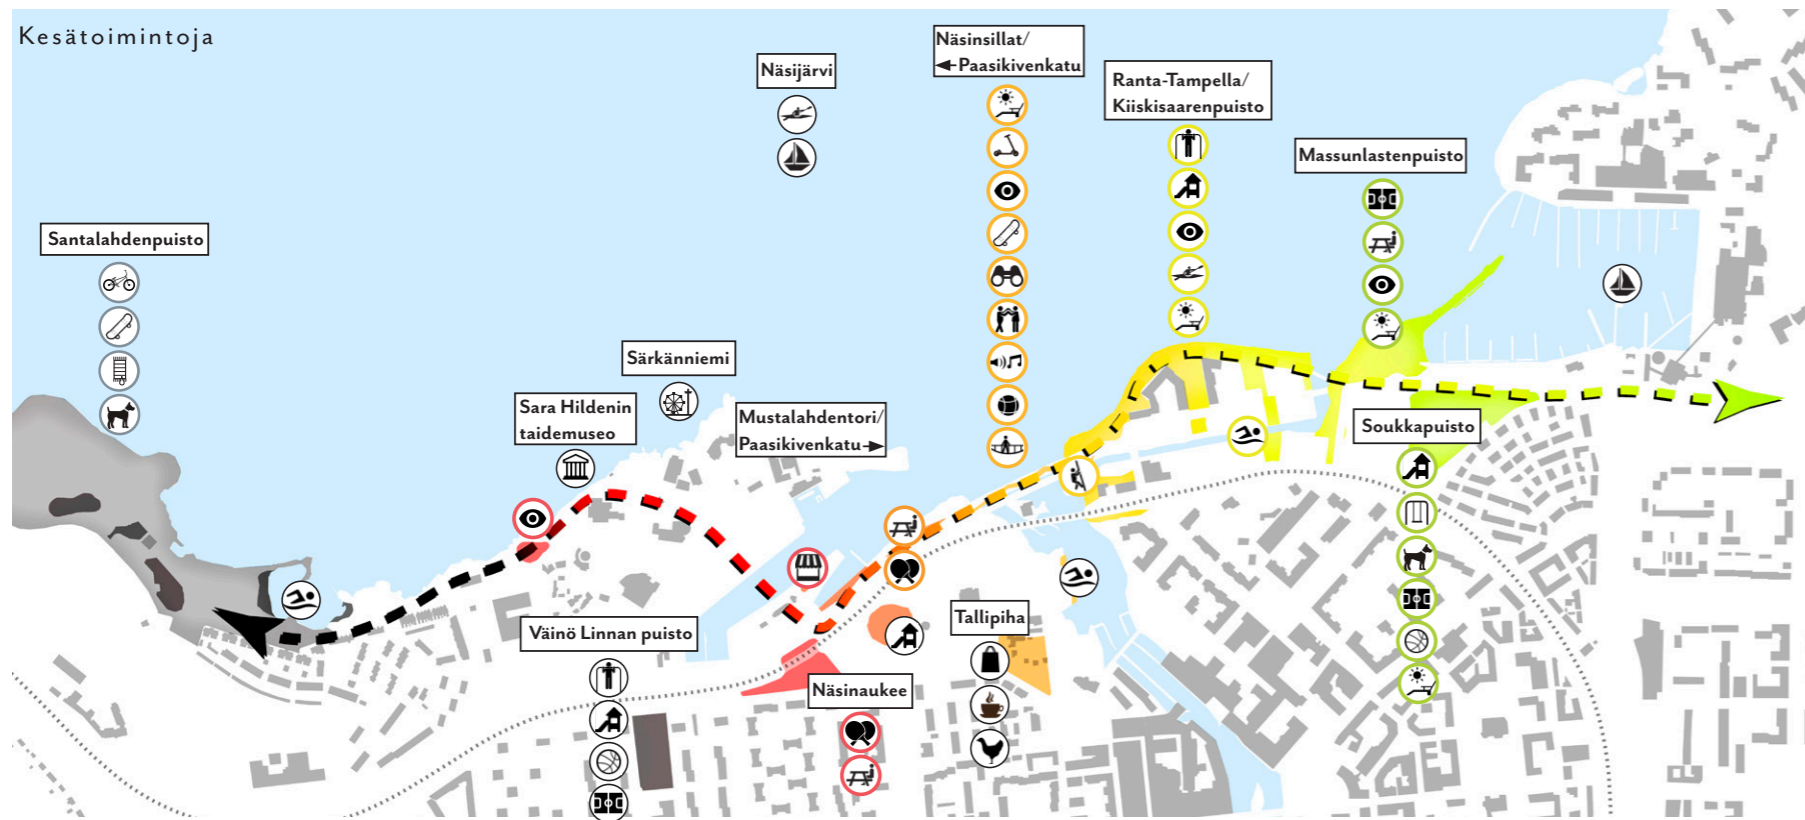 Kesätoimintoja
Näsijärvi
Näsinsillat/
←Paasikivenkatu
Ranta-Tampella/
Kiiskisaarenpuisto
Massunlastenpuisto
Santalahdenpuisto
Särkänniemi
Sara Hildenin
taidemuseo
Mustalahdentori/
Paasikivenkatu→
Soukkapuisto
Väinö Linnan puisto
Näsinaukee
Tallipiha